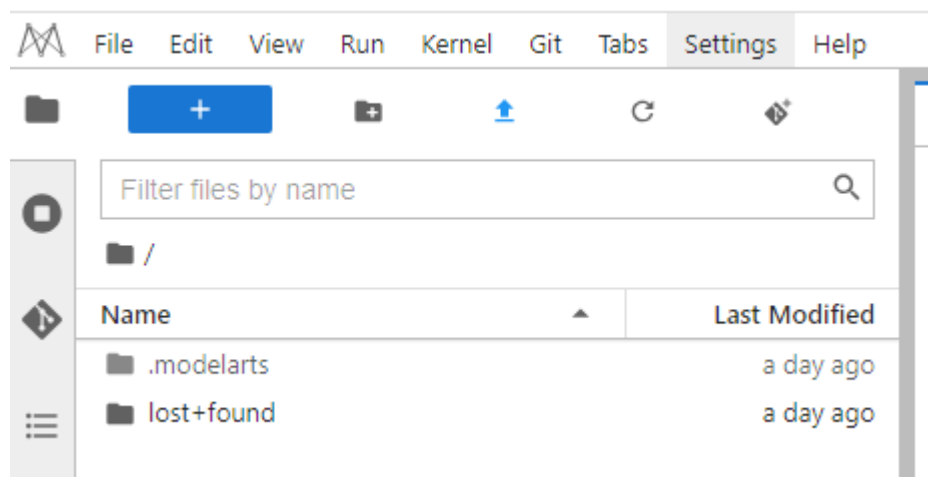 File Edit View Run Kernel Git Tabs Settings Help
+
Filter files by name
/
Name Last Modified
.modelarts a day ago
lost+found a day ago